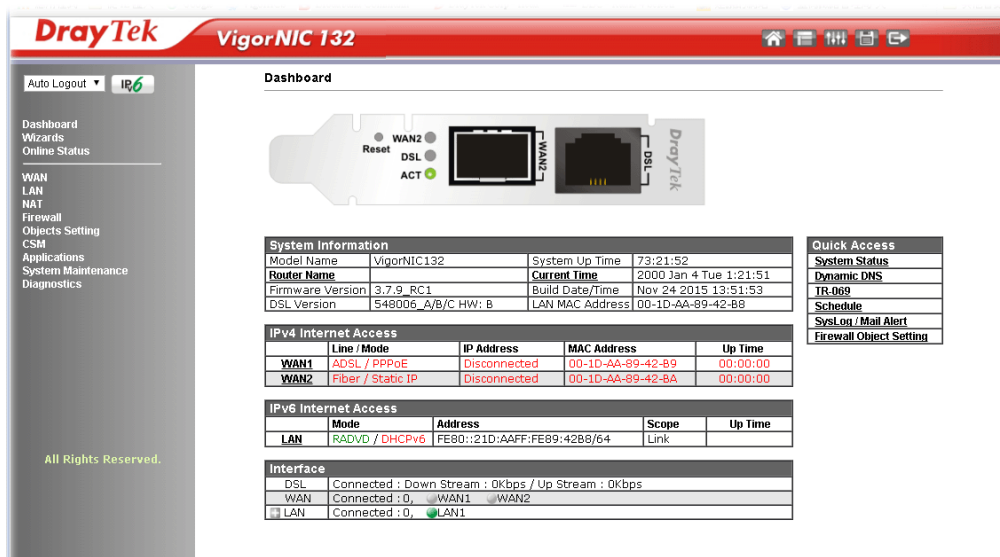 DrayTek
VigorNIC 132
Auto Logout
IPv6
Dashboard
Wizards
Online Status
WAN
LAN
NAT
Firewall
Objects Setting
CSM
Applications
System Maintenance
Diagnostics
All Rights Reserved.
Dashboard
Reset
WAN2
DSL
ACT
WAN2
DSL
DrayTek
System Information
Model Name VigorNIC132 System Up Time 73:21:52
Router Name Current Time 2000 Jan 4 Tue 1:21:51
Firmware Version 3.7.9_RC1 Build Date/Time Nov 24 2015 13:51:53
DSL Version 548006_A/B/C HW: B LAN MAC Address 00-1D-AA-89-42-B8
IPv4 Internet Access
Line / Mode IP Address MAC Address Up Time
WAN1 ADSL / PPPoE Disconnected 00-1D-AA-89-42-B9 00:00:00
WAN2 Fiber / Static IP Disconnected 00-1D-AA-89-42-BA 00:00:00
IPv6 Internet Access
Mode Address Scope Up Time
LAN RADVD / DHCPv6 FE80::21D:AAFF:FE89:42B8/64 Link
Interface
DSL Connected : Down Stream : 0Kbps / Up Stream : 0Kbps
WAN Connected : 0, WAN1 WAN2
LAN Connected : 0, LAN1
Quick Access
System Status
Dynamic DNS
TR-069
Schedule
SysLog / Mail Alert
Firewall Object Setting